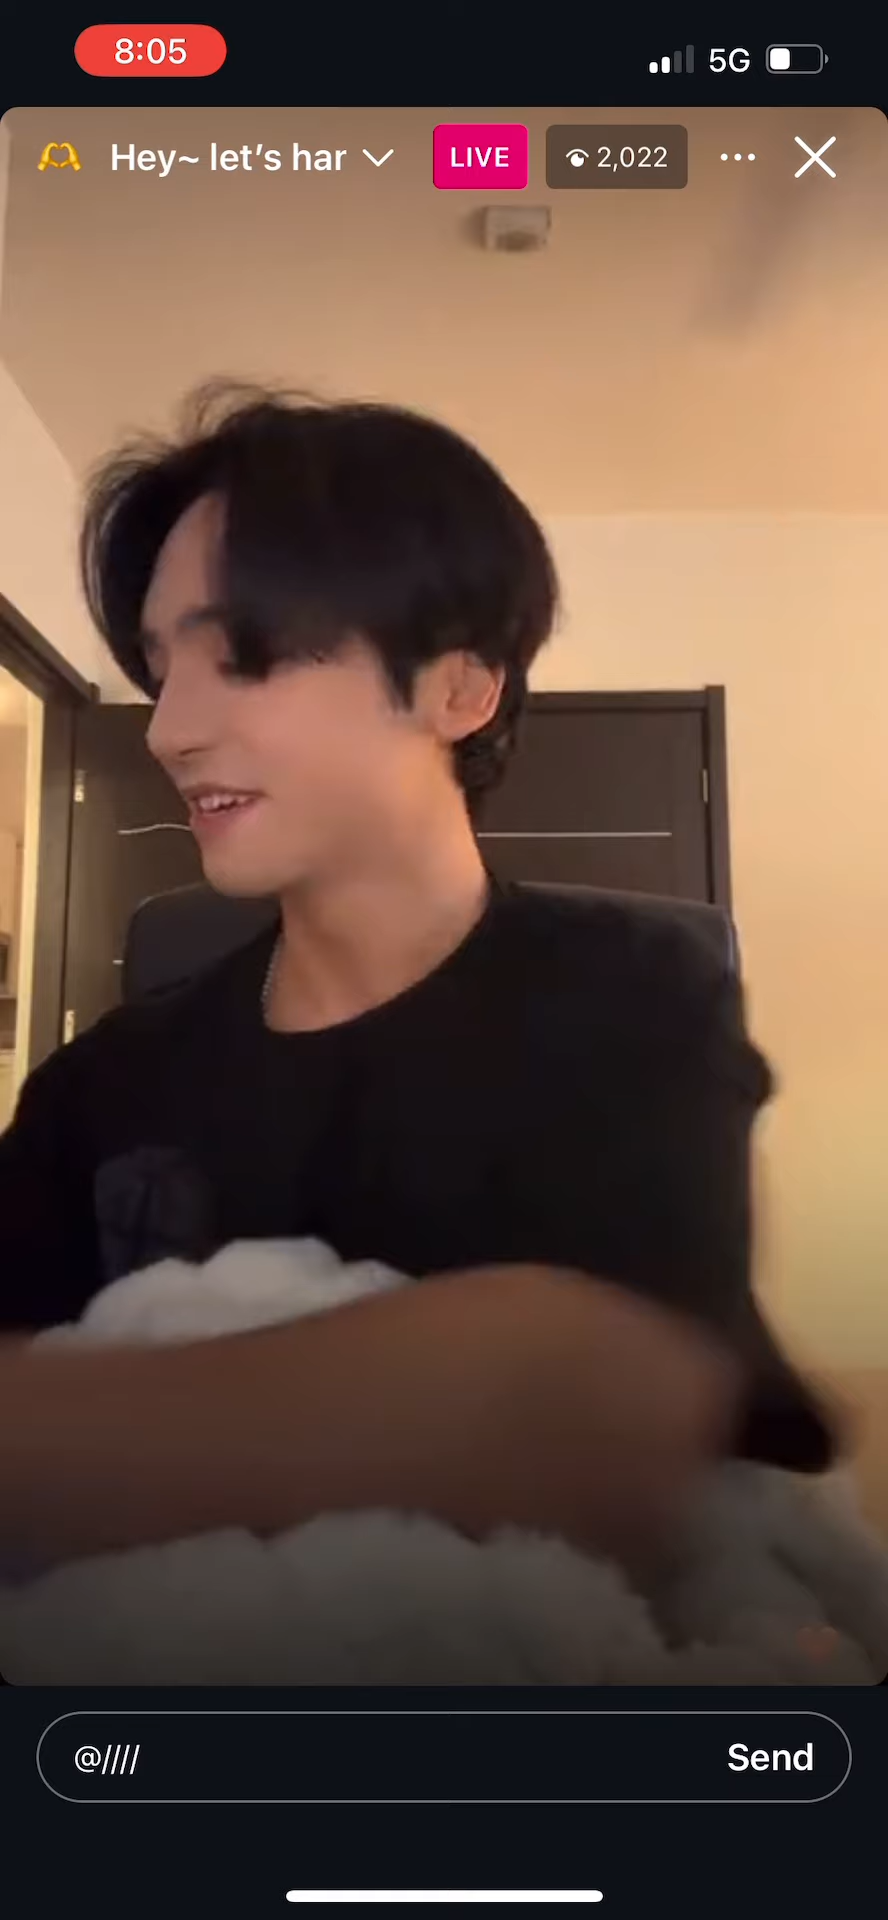 8:05
5G
🫶 Hey~ let's har
LIVE
2,022
@////
Send